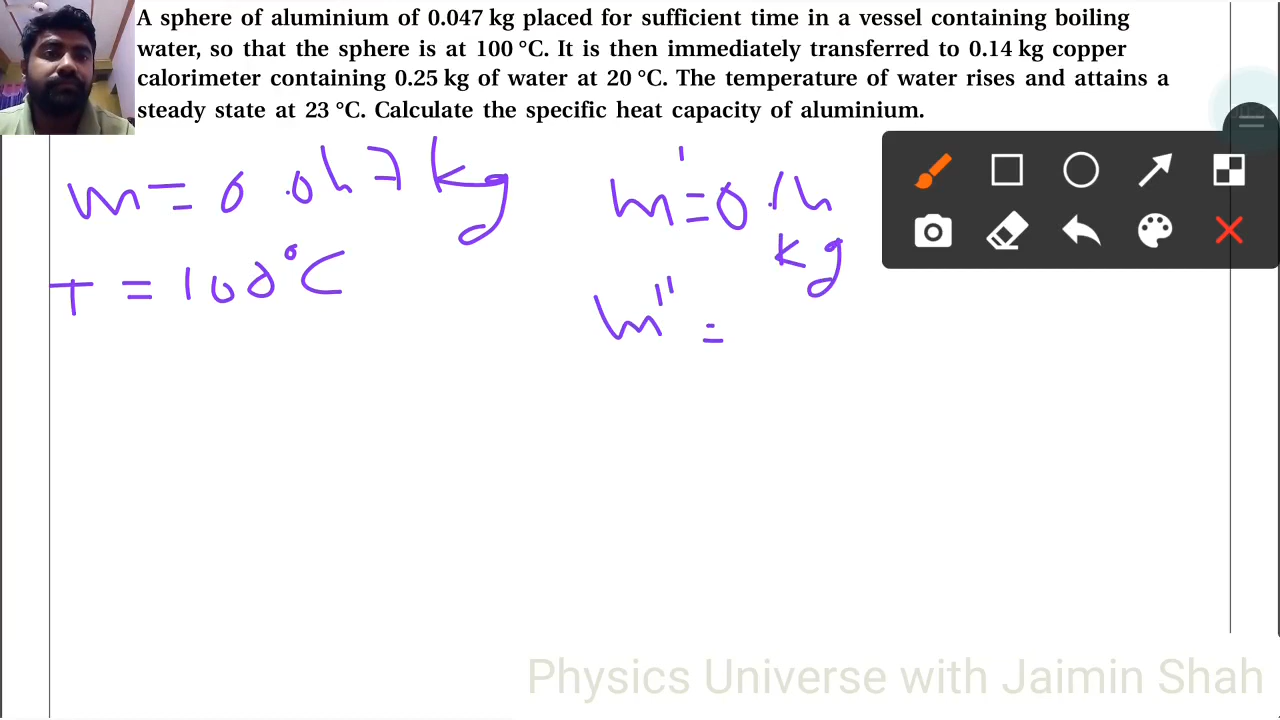 A sphere of aluminium of 0.047 kg placed for sufficient time in a vessel containing boiling
water, so that the sphere is at 100 °C. It is then immediately transferred to 0.14 kg copper
calorimeter containing 0.25 kg of water at 20 °C. The temperature of water rises and attains a
steady state at 23 °C. Calculate the specific heat capacity of aluminium.
m = 0.047 kg
T = 100°C
m' = 0.14
kg
m'' =
Physics Universe with Jaimin Shah